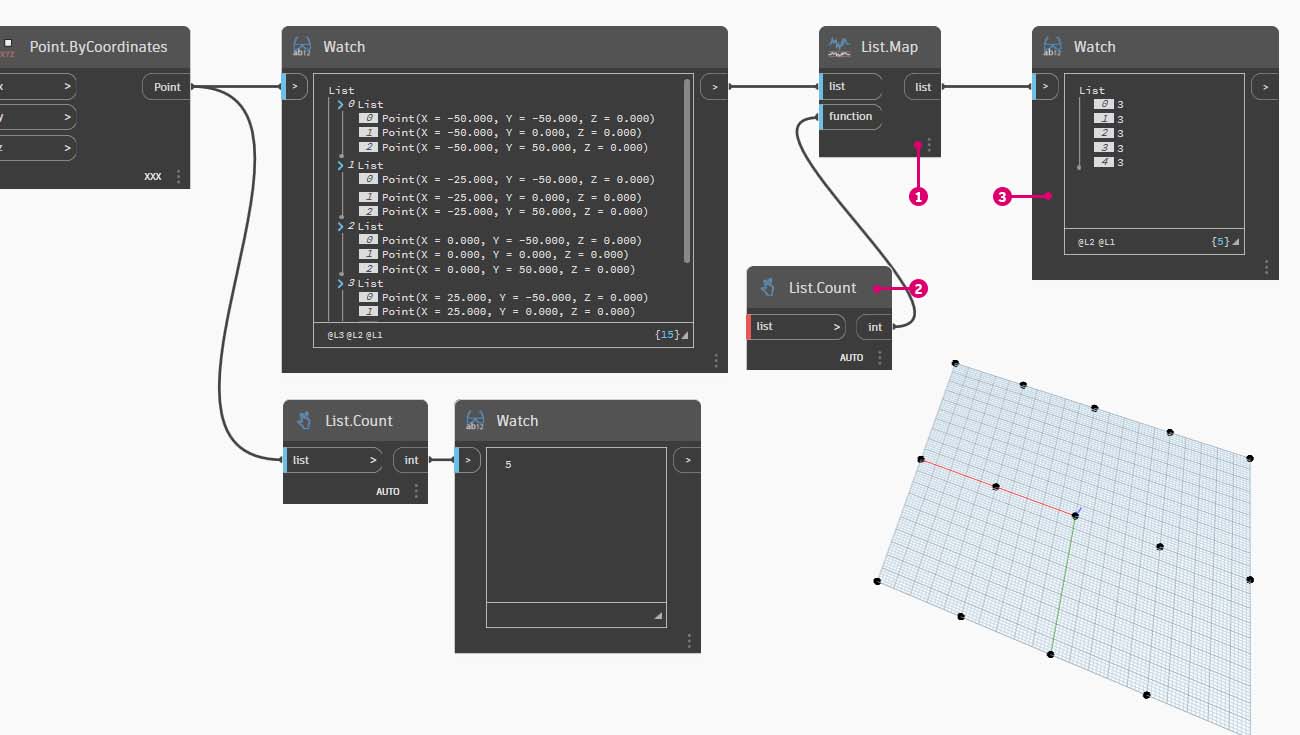 XYZ
Point.ByCoordinates
x >
y >
z >
Point
XXX
ab12
Watch
>
List
0 List
0 Point(X = -50.000, Y = -50.000, Z = 0.000)
1 Point(X = -50.000, Y = 0.000, Z = 0.000)
2 Point(X = -50.000, Y = 50.000, Z = 0.000)
1 List
0 Point(X = -25.000, Y = -50.000, Z = 0.000)
1 Point(X = -25.000, Y = 0.000, Z = 0.000)
2 Point(X = -25.000, Y = 50.000, Z = 0.000)
2 List
0 Point(X = 0.000, Y = -50.000, Z = 0.000)
1 Point(X = 0.000, Y = 0.000, Z = 0.000)
2 Point(X = 0.000, Y = 50.000, Z = 0.000)
3 List
0 Point(X = 25.000, Y = -50.000, Z = 0.000)
1 Point(X = 25.000, Y = 0.000, Z = 0.000)
@L3 @L2 @L1 {15}
>
List.Map
list
function
list
1
ab12
Watch
>
List
0 3
1 3
2 3
3 3
4 3
@L2 @L1 {5}
>
3
List.Count
2
list >
int
AUTO
List.Count
list >
int
AUTO
ab12
Watch
>
5
>